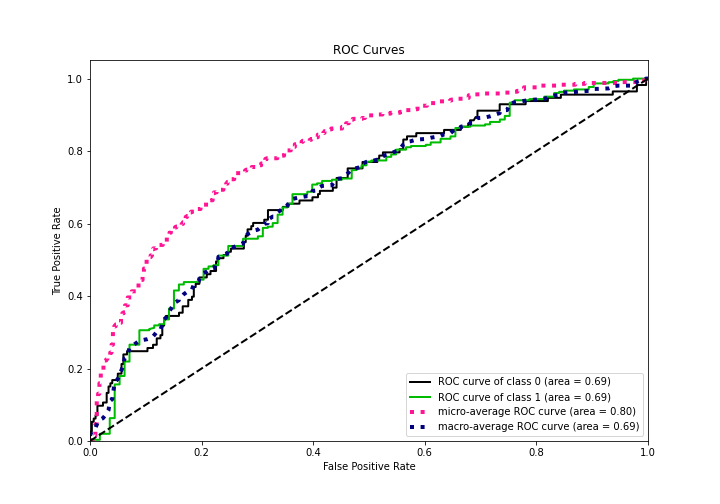 ROC Curves
True Positive Rate
1.0
0.8
0.6
0.4
0.2
0.0
0.0 0.2 0.4 0.6 0.8 1.0
False Positive Rate
ROC curve of class 0 (area = 0.69)
ROC curve of class 1 (area = 0.69)
micro-average ROC curve (area = 0.80)
macro-average ROC curve (area = 0.69)